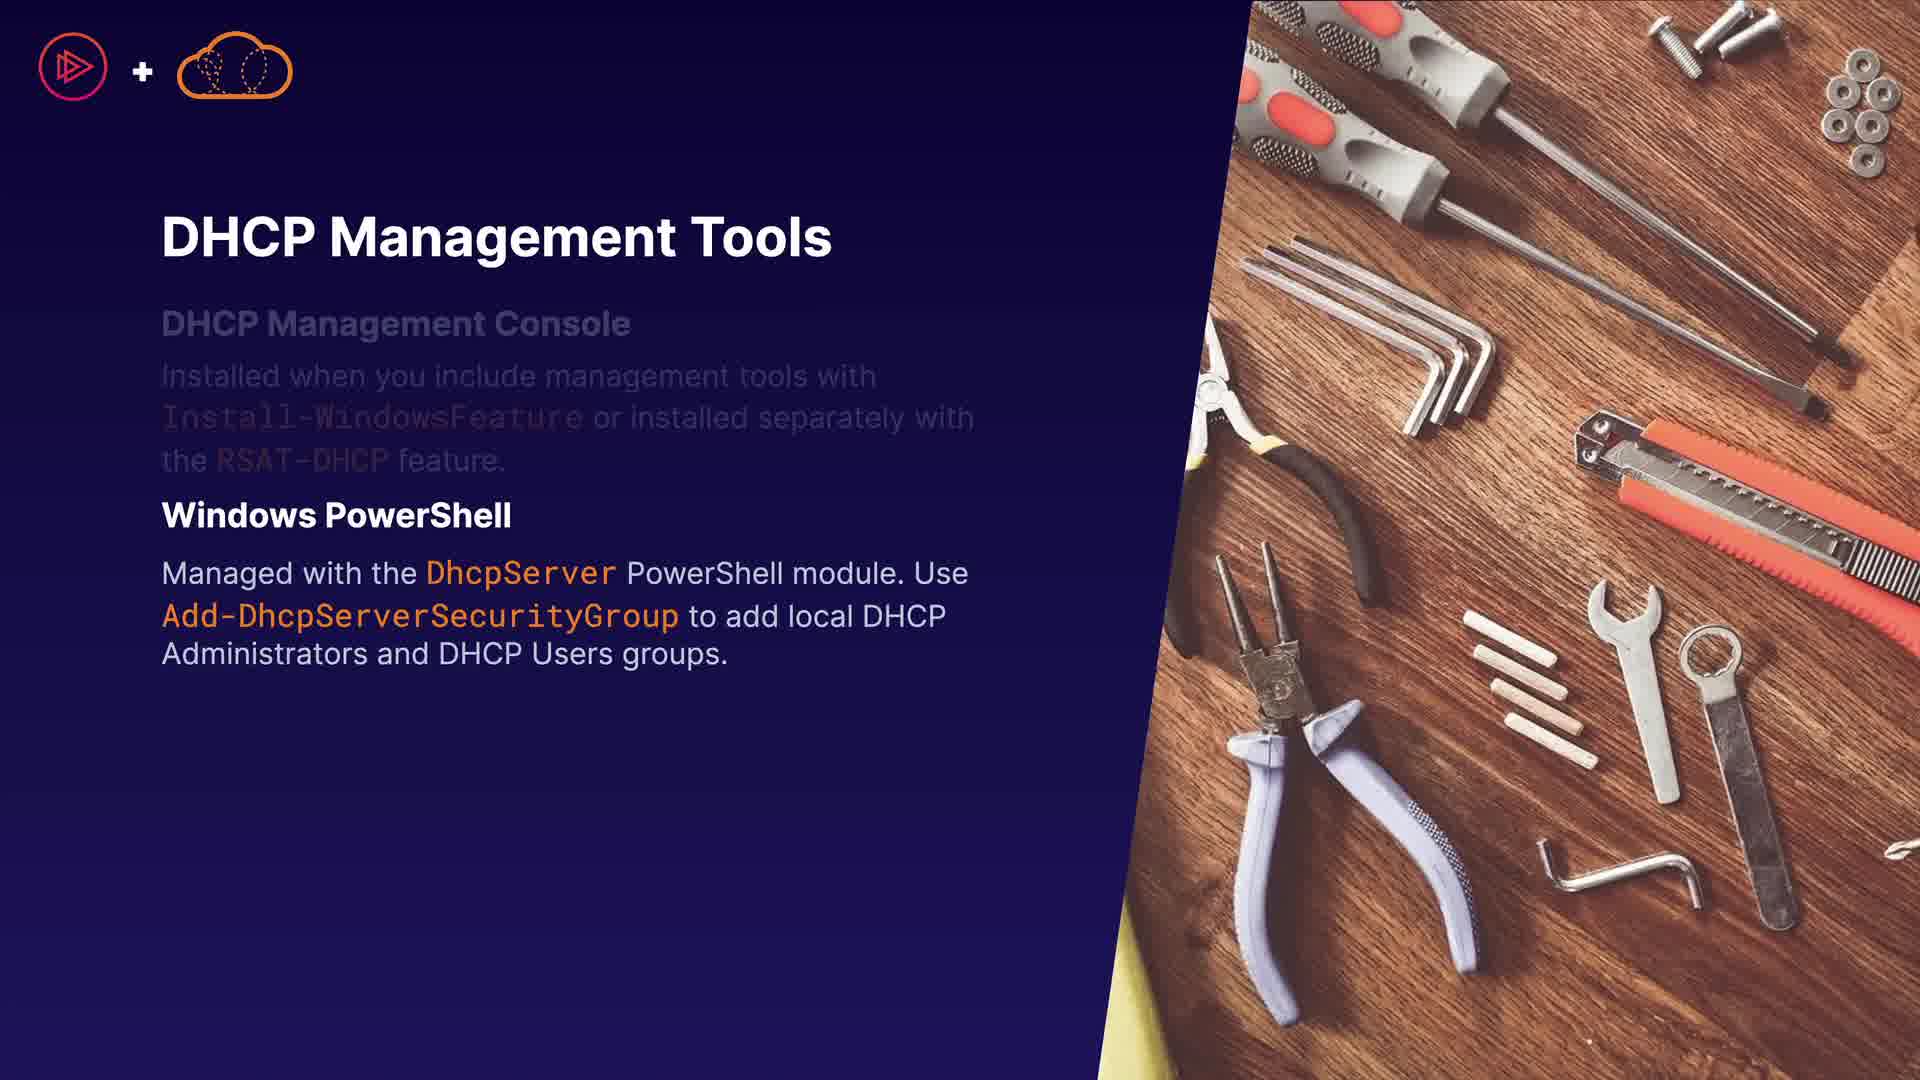 DHCP Management Tools
DHCP Management Console
Installed when you include management tools with
Install-WindowsFeature or installed separately with
the RSAT-DHCP feature.
Windows PowerShell
Managed with the DhcpServer PowerShell module. Use
Add-DhcpServerSecurityGroup to add local DHCP
Administrators and DHCP Users groups.